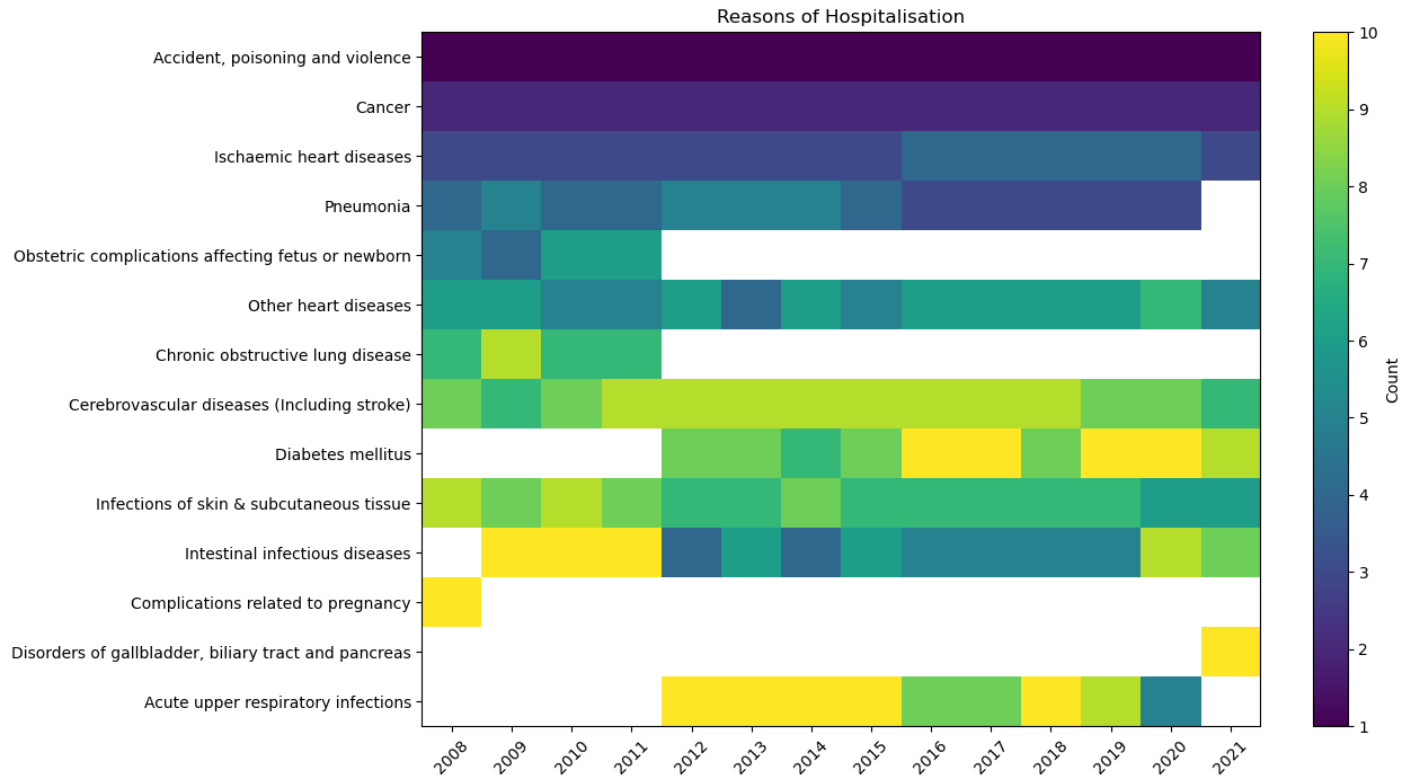 Reasons of Hospitalisation
Accident, poisoning and violence
Cancer
Ischaemic heart diseases
Pneumonia
Obstetric complications affecting fetus or newborn
Other heart diseases
Chronic obstructive lung disease
Cerebrovascular diseases (Including stroke)
Diabetes mellitus
Infections of skin & subcutaneous tissue
Intestinal infectious diseases
Complications related to pregnancy
Disorders of gallbladder, biliary tract and pancreas
Acute upper respiratory infections
2008 2009 2010 2011 2012 2013 2014 2015 2016 2017 2018 2019 2020 2021
10
9
8
7
6
5
4
3
2
1
Count